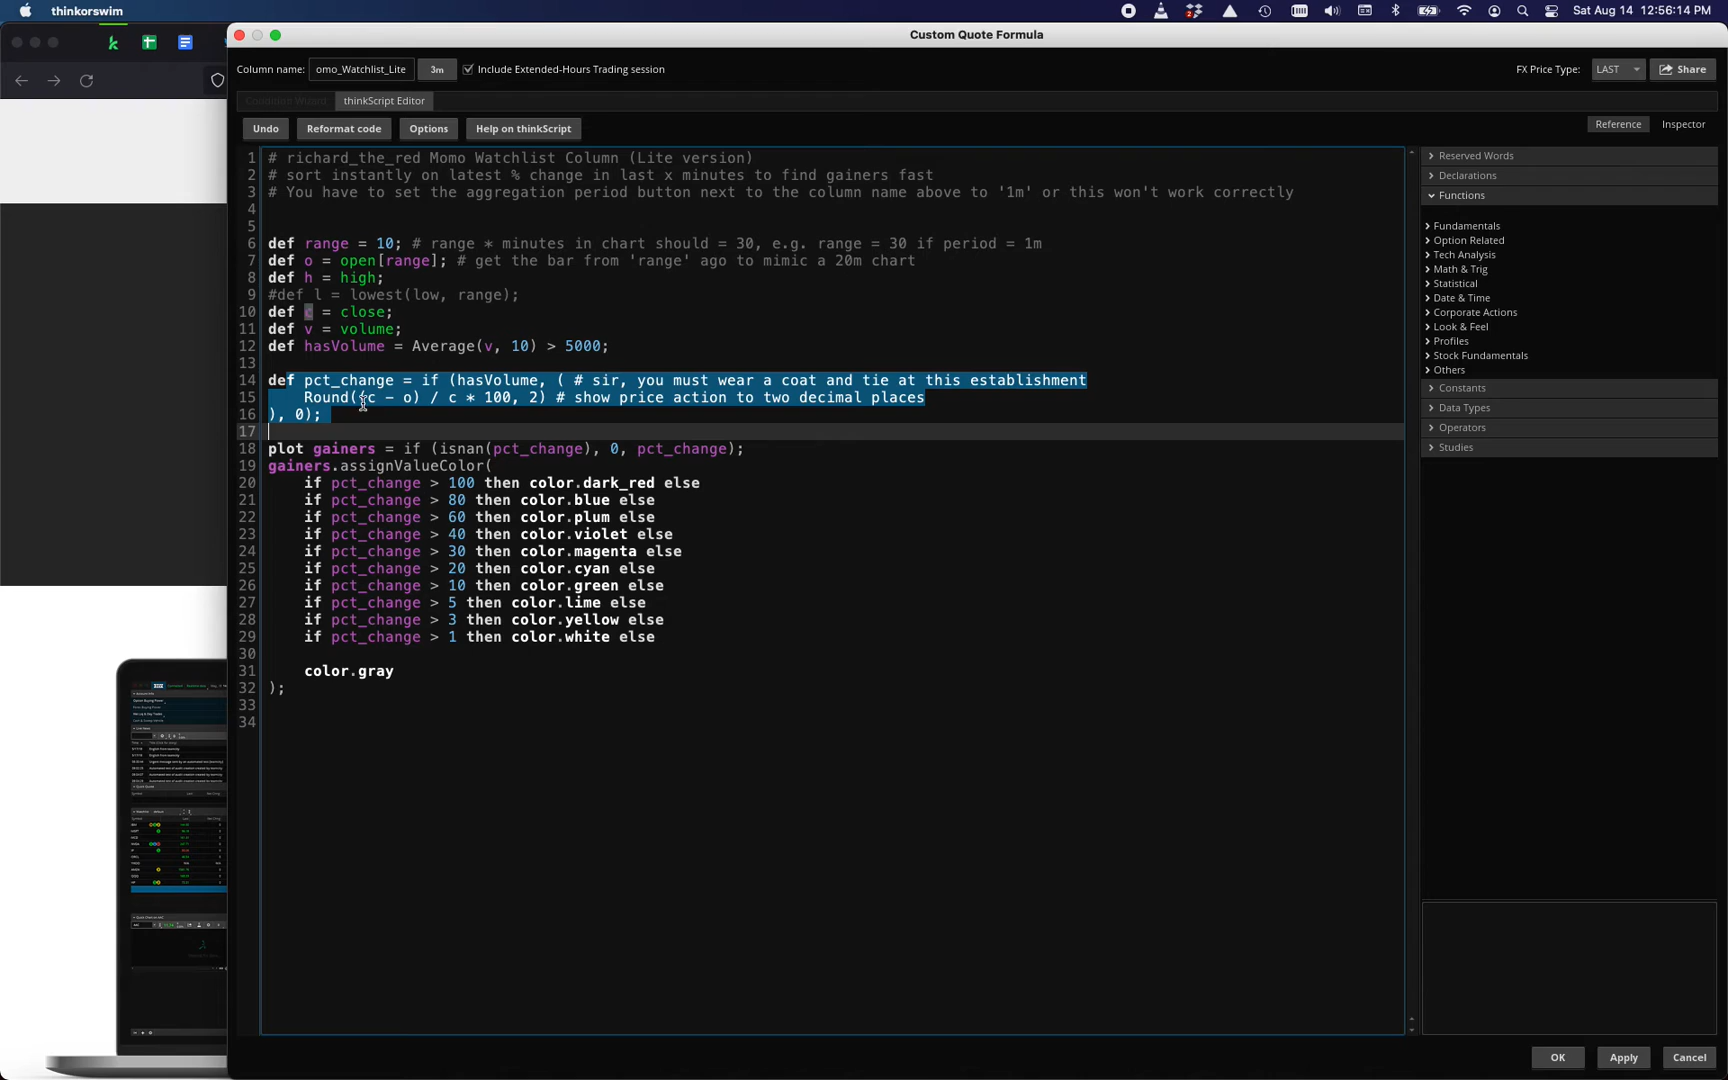 thinkorswim
Sat Aug 14 12:56:14 PM
Custom Quote Formula
Column name: omo_Watchlist_Lite 3m Include Extended-Hours Trading session
FX Price Type: LAST Share
Condition Wizard thinkScript Editor
Undo Reformat code Options Help on thinkScript
Reference Inspector
1 # richard_the_red Momo Watchlist Column (Lite version)
2 # sort instantly on latest % change in last x minutes to find gainers fast
3 # You have to set the aggregation period button next to the column name above to '1m' or this won't work correctly
4
5
6 def range = 10; # range * minutes in chart should = 30, e.g. range = 30 if period = 1m
7 def o = open[range]; # get the bar from 'range' ago to mimic a 20m chart
8 def h = high;
9 #def l = lowest(low, range);
10 def c = close;
11 def v = volume;
12 def hasVolume = Average(v, 10) > 5000;
13
14 def pct_change = if (hasVolume, ( # sir, you must wear a coat and tie at this establishment
15 Round((c - o) / c * 100, 2) # show price action to two decimal places
16 ), 0);
17
18 plot gainers = if (isnan(pct_change), 0, pct_change);
19 gainers.assignValueColor(
20 if pct_change > 100 then color.dark_red else
21 if pct_change > 80 then color.blue else
22 if pct_change > 60 then color.plum else
23 if pct_change > 40 then color.violet else
24 if pct_change > 30 then color.magenta else
25 if pct_change > 20 then color.cyan else
26 if pct_change > 10 then color.green else
27 if pct_change > 5 then color.lime else
28 if pct_change > 3 then color.yellow else
29 if pct_change > 1 then color.white else
30
31 color.gray
32 );
33
34
Reserved Words
Declarations
Functions
Fundamentals
Option Related
Tech Analysis
Math & Trig
Statistical
Date & Time
Corporate Actions
Look & Feel
Profiles
Stock Fundamentals
Others
Constants
Data Types
Operators
Studies
OK Apply Cancel